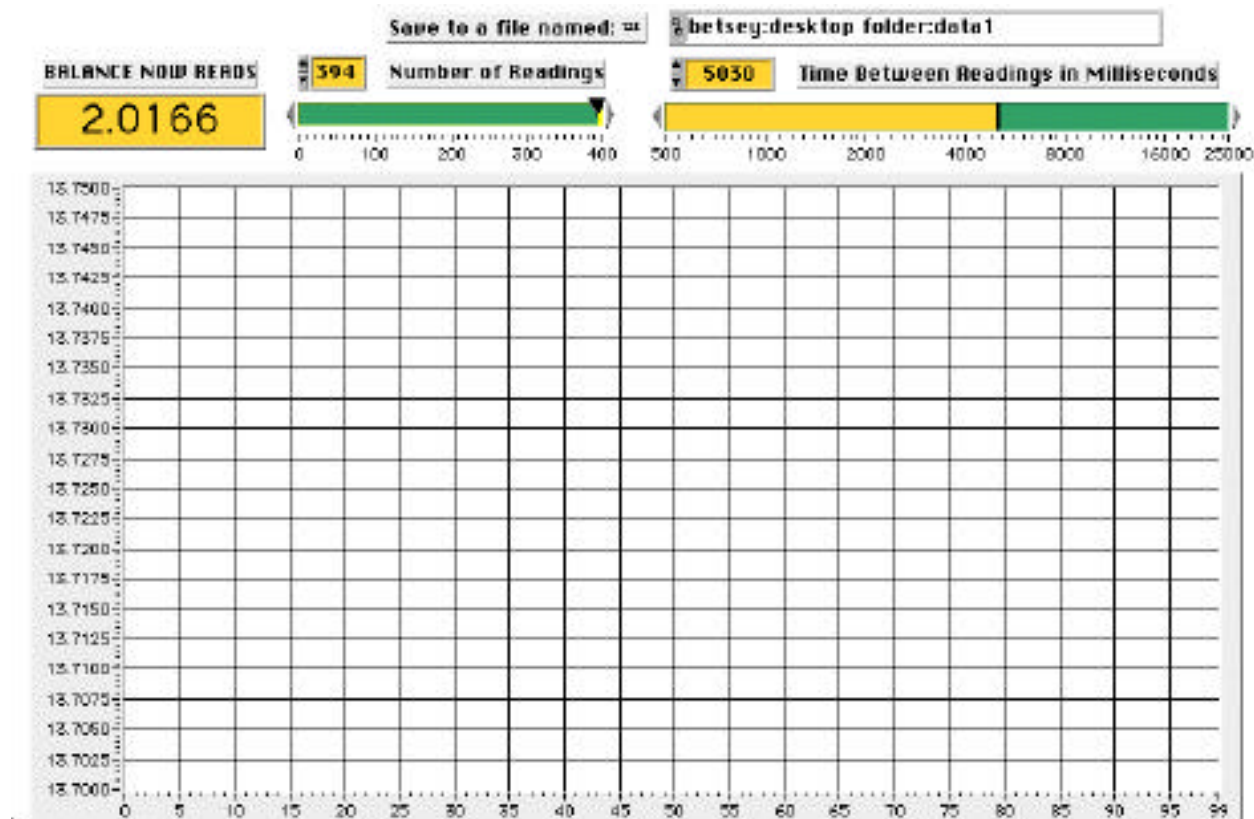 Save to a file named:
betsey:desktop folder:data1
BALANCE NOW READS
394 Number of Readings
5030 Time Between Readings in Milliseconds
2.0166
0 100 200 300 400
500 1000 2000 4000 8000 16000 25000
13.7500
13.7475
13.7450
13.7425
13.7400
13.7375
13.7350
13.7325
13.7300
13.7275
13.7250
13.7225
13.7200
13.7175
13.7150
13.7125
13.7100
13.7075
13.7050
13.7025
13.7000
0 5 10 15 20 25 30 35 40 45 50 55 60 65 70 75 80 85 90 95 99